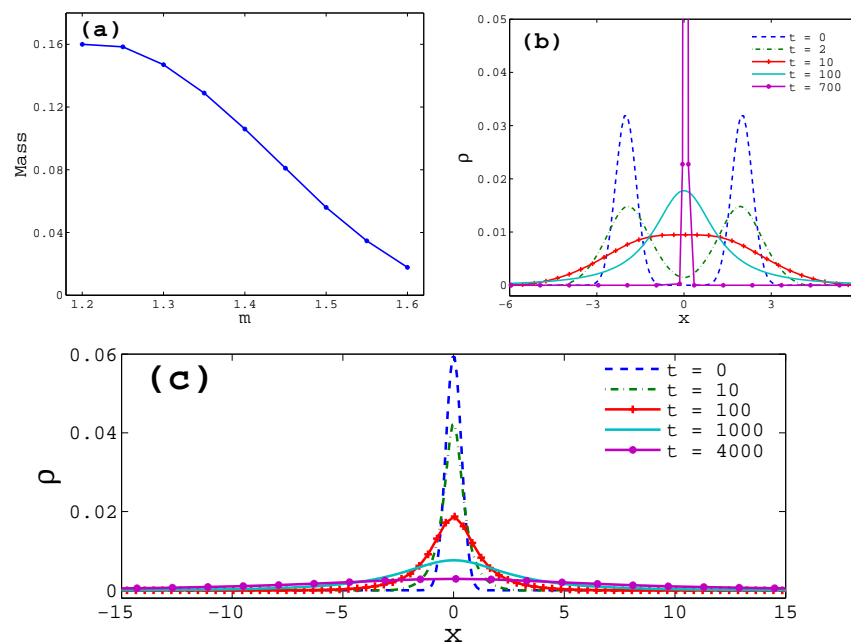 (a)
0.16
0.12
0.08
0.04
0
Mass
1.2 1.3 1.4 1.5 1.6
m
(b)
0.05
0.04
0.03
0.02
0.01
0
ρ
t = 0
t = 2
t = 10
t = 100
t = 700
-6 -3 0 3
x
(c)
0.06
0.04
0.02
0
ρ
t = 0
t = 10
t = 100
t = 1000
t = 4000
-15 -10 -5 0 5 10 15
x